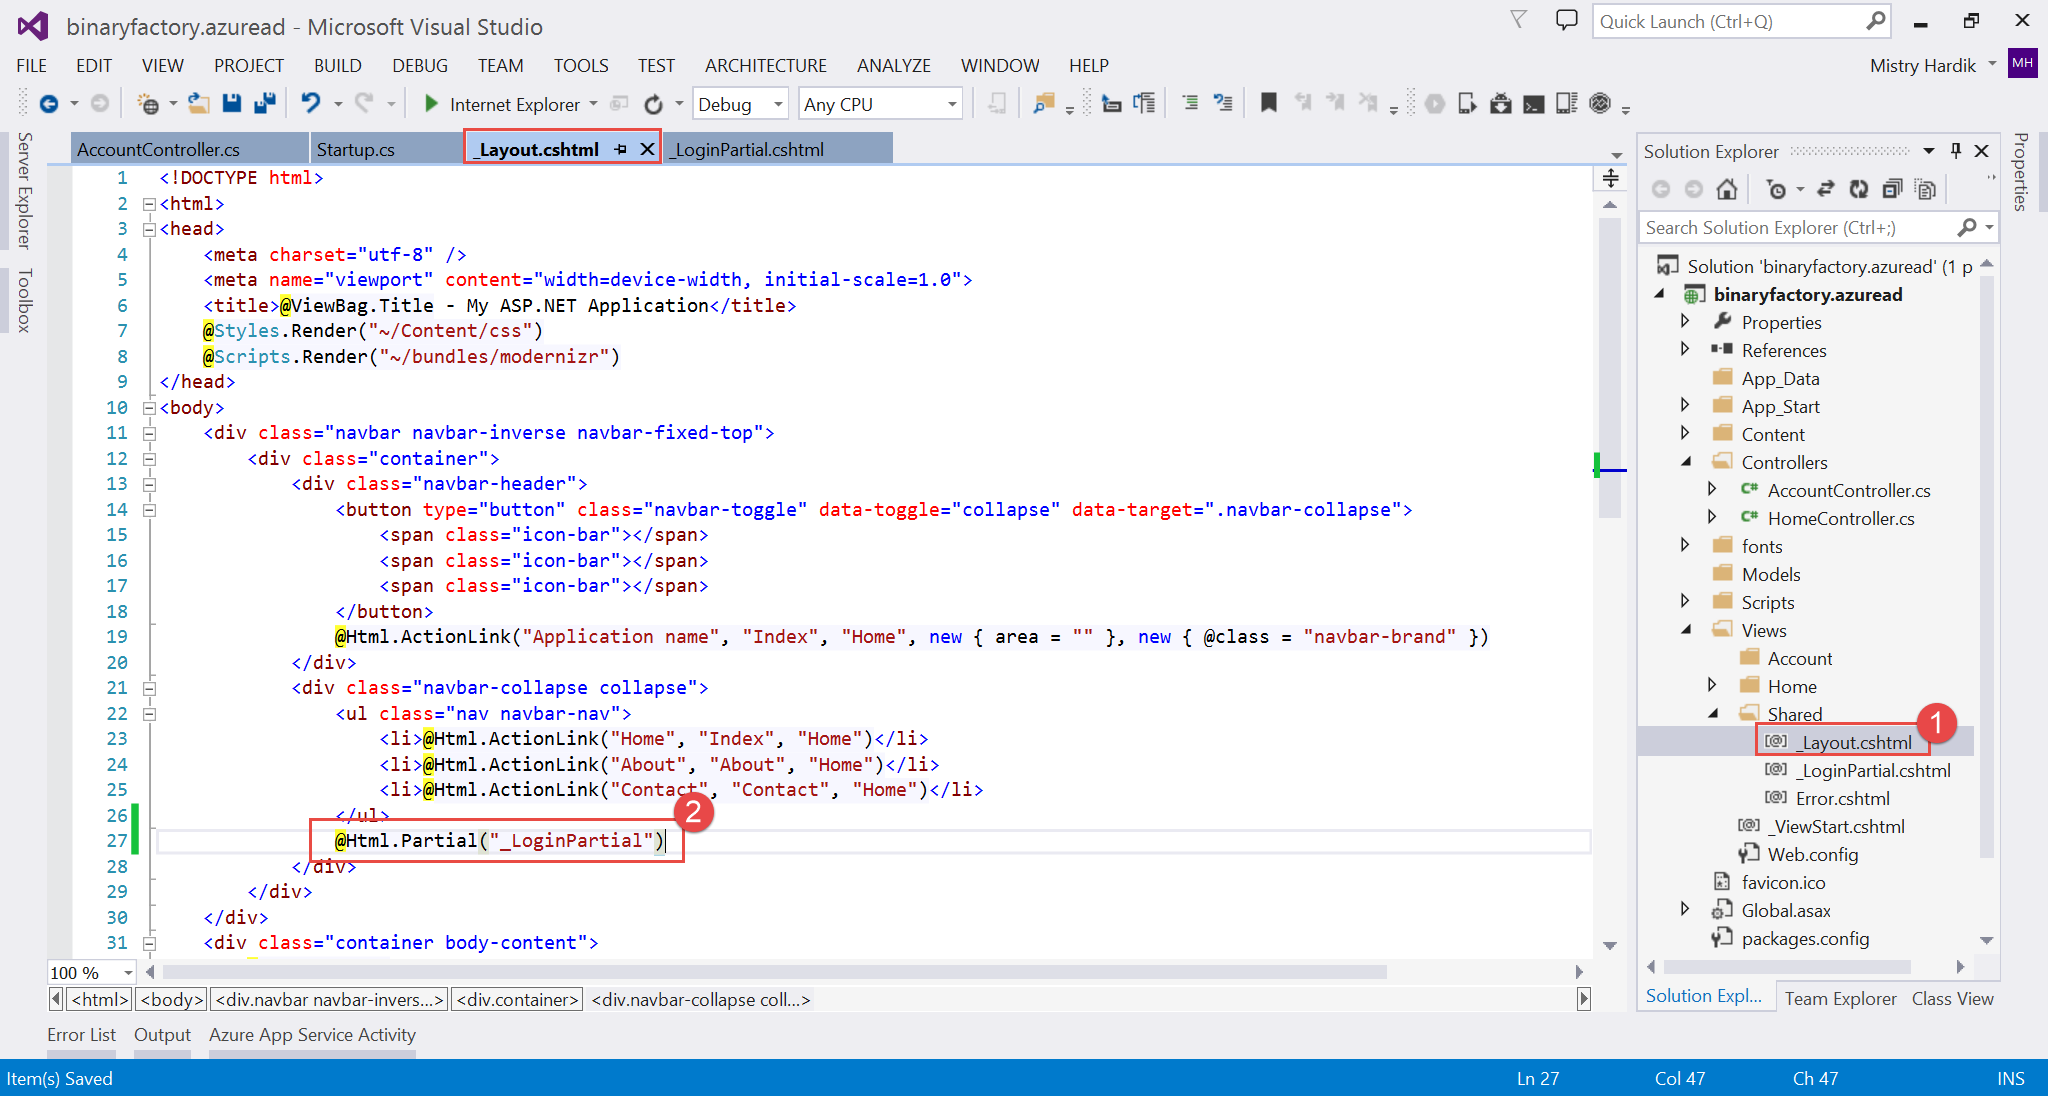 binaryfactory.azuread - Microsoft Visual Studio
Quick Launch (Ctrl+Q)
FILE EDIT VIEW PROJECT BUILD DEBUG TEAM TOOLS TEST ARCHITECTURE ANALYZE WINDOW HELP
Mistry Hardik MH
Internet Explorer Debug Any CPU
Server Explorer
Toolbox
AccountController.cs Startup.cs _Layout.cshtml _LoginPartial.cshtml
1 <!DOCTYPE html>
2 <html>
3 <head>
4 <meta charset="utf-8" />
5 <meta name="viewport" content="width=device-width, initial-scale=1.0">
6 <title>@ViewBag.Title - My ASP.NET Application</title>
7 @Styles.Render("~/Content/css")
8 @Scripts.Render("~/bundles/modernizr")
9 </head>
10 <body>
11 <div class="navbar navbar-inverse navbar-fixed-top">
12 <div class="container">
13 <div class="navbar-header">
14 <button type="button" class="navbar-toggle" data-toggle="collapse" data-target=".navbar-collapse">
15 <span class="icon-bar"></span>
16 <span class="icon-bar"></span>
17 <span class="icon-bar"></span>
18 </button>
19 @Html.ActionLink("Application name", "Index", "Home", new { area = "" }, new { @class = "navbar-brand" })
20 </div>
21 <div class="navbar-collapse collapse">
22 <ul class="nav navbar-nav">
23 <li>@Html.ActionLink("Home", "Index", "Home")</li>
24 <li>@Html.ActionLink("About", "About", "Home")</li>
25 <li>@Html.ActionLink("Contact", "Contact", "Home")</li>
26 </ul>
2
27 @Html.Partial("_LoginPartial")
28 </div>
29 </div>
30 </div>
31 <div class="container body-content">
100 %
<html> <body> <div.navbar navbar-invers...> <div.container> <div.navbar-collapse coll...>
Error List Output Azure App Service Activity
Solution Explorer
Search Solution Explorer (Ctrl+;)
Solution 'binaryfactory.azuread' (1 p
binaryfactory.azuread
Properties
References
App_Data
App_Start
Content
Controllers
C# AccountController.cs
C# HomeController.cs
fonts
Models
Scripts
Views
Account
Home
Shared
1
[@] _Layout.cshtml
[@] _LoginPartial.cshtml
[@] Error.cshtml
[@] _ViewStart.cshtml
Web.config
favicon.ico
Global.asax
packages.config
Solution Expl... Team Explorer Class View
Properties
Item(s) Saved Ln 27 Col 47 Ch 47 INS